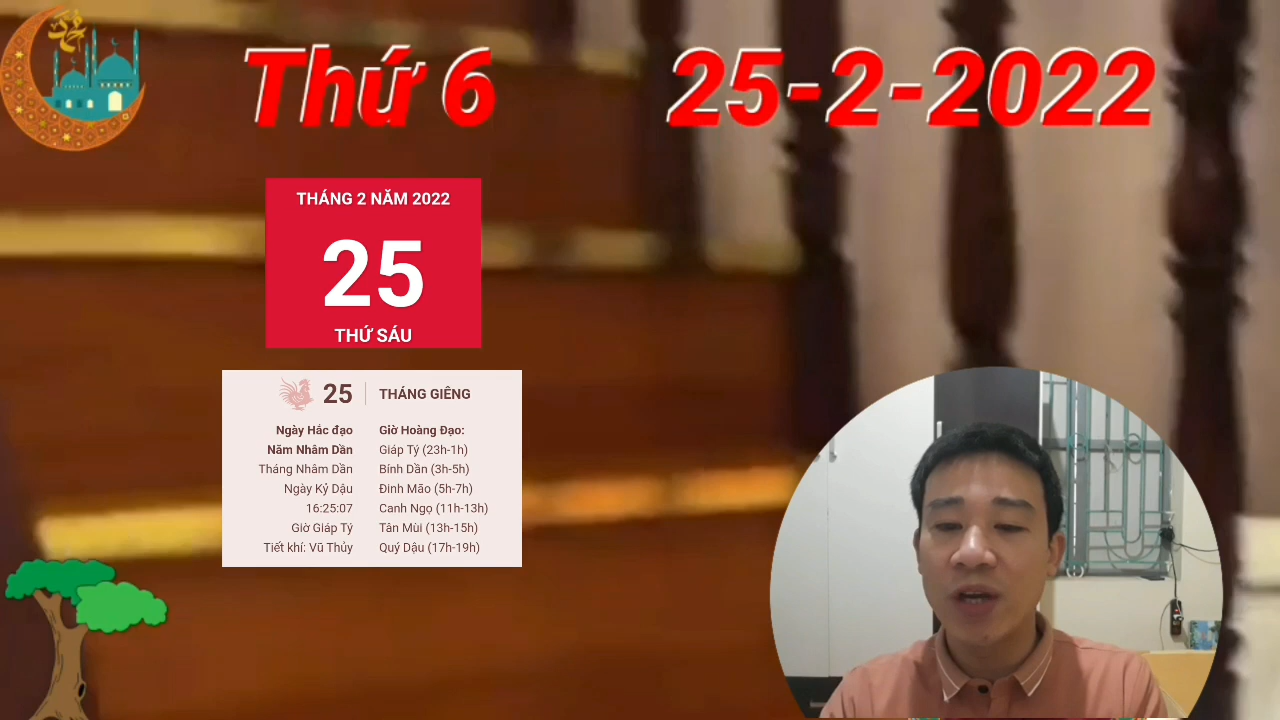 Thứ 6 25-2-2022
THÁNG 2 NĂM 2022
25
THỨ SÁU
25 THÁNG GIÊNG
Ngày Hắc đạo
Năm Nhâm Dần
Tháng Nhâm Dần
Ngày Kỷ Dậu
16:25:07
Giờ Giáp Tý
Tiết khí: Vũ Thủy
Giờ Hoàng Đạo:
Giáp Tý (23h-1h)
Bính Dần (3h-5h)
Đinh Mão (5h-7h)
Canh Ngọ (11h-13h)
Tân Mùi (13h-15h)
Quý Dậu (17h-19h)